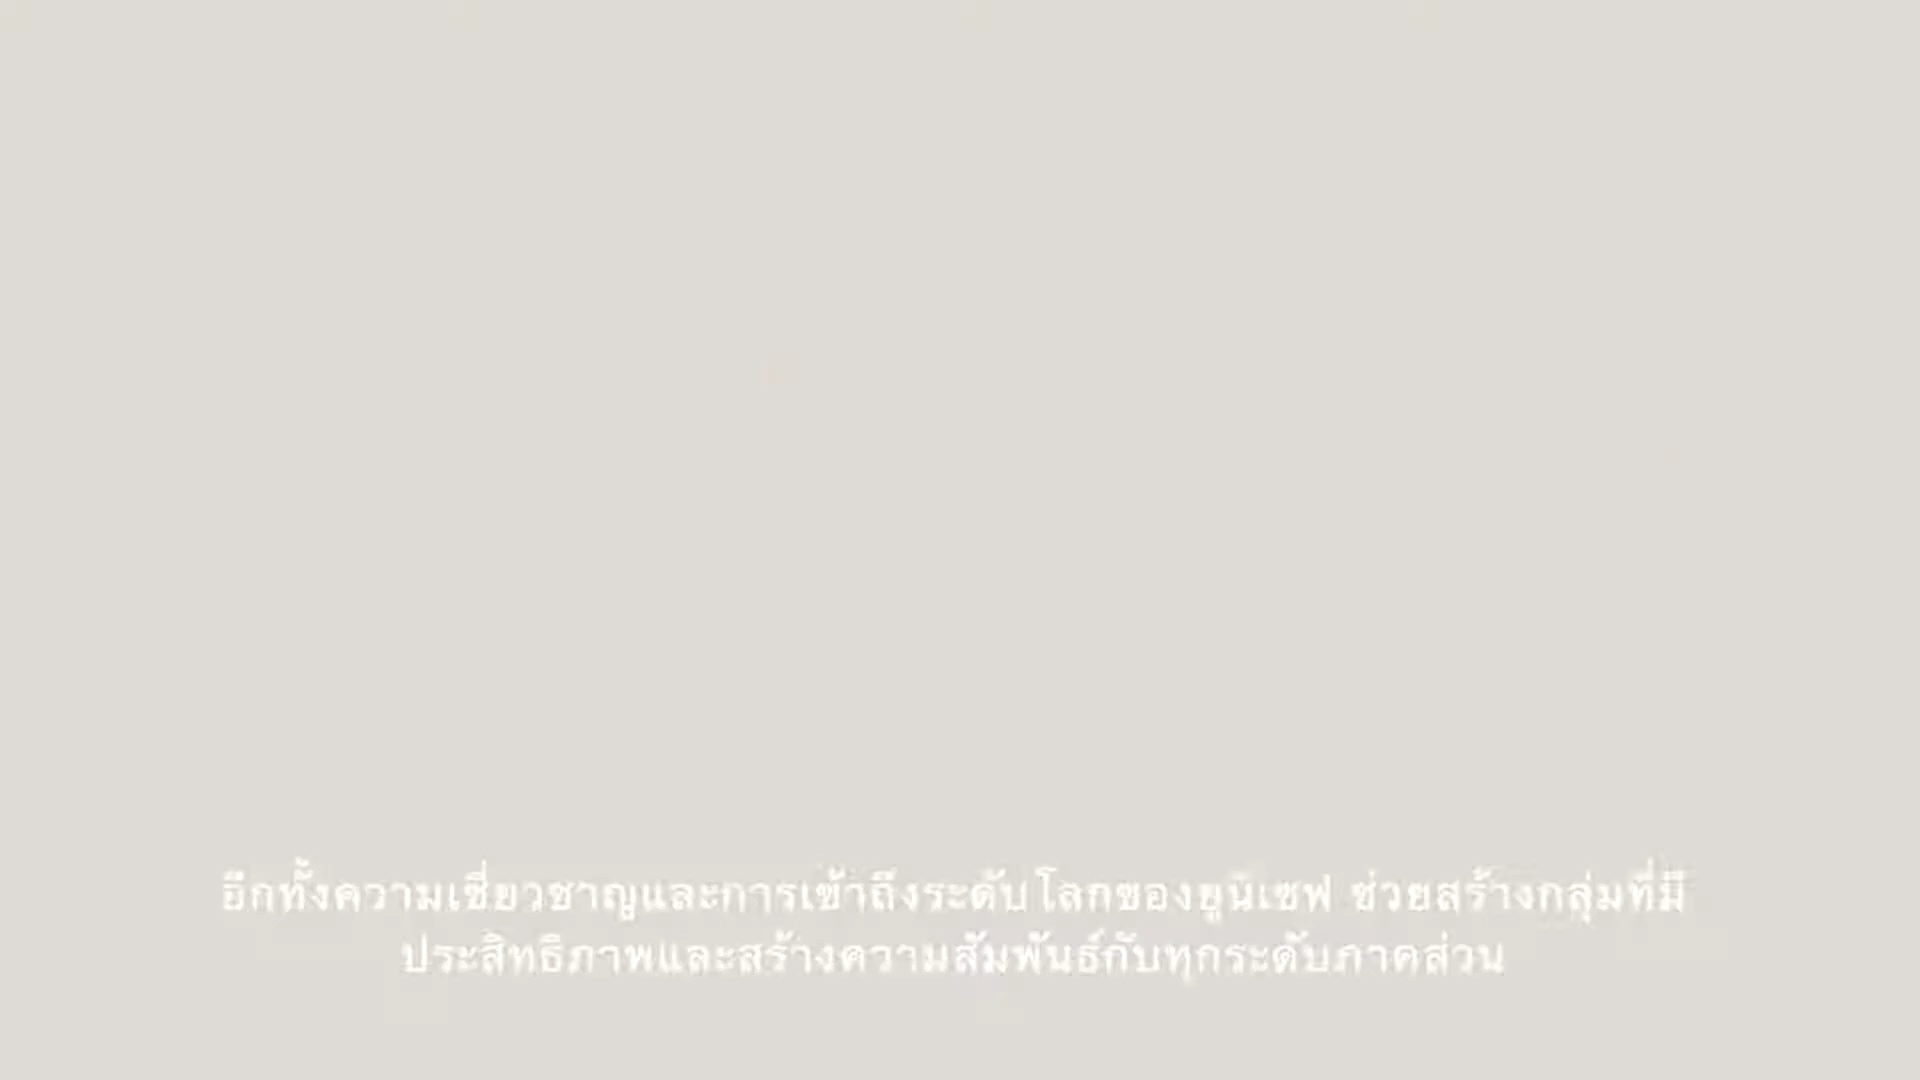 อีกทั้งความเชี่ยวชาญและการเข้าถึงระดับโลกของยูนิเซฟ ช่วยสร้างกลุ่มที่มี
ประสิทธิภาพและสร้างความสัมพันธ์กับทุกระดับภาคส่วน